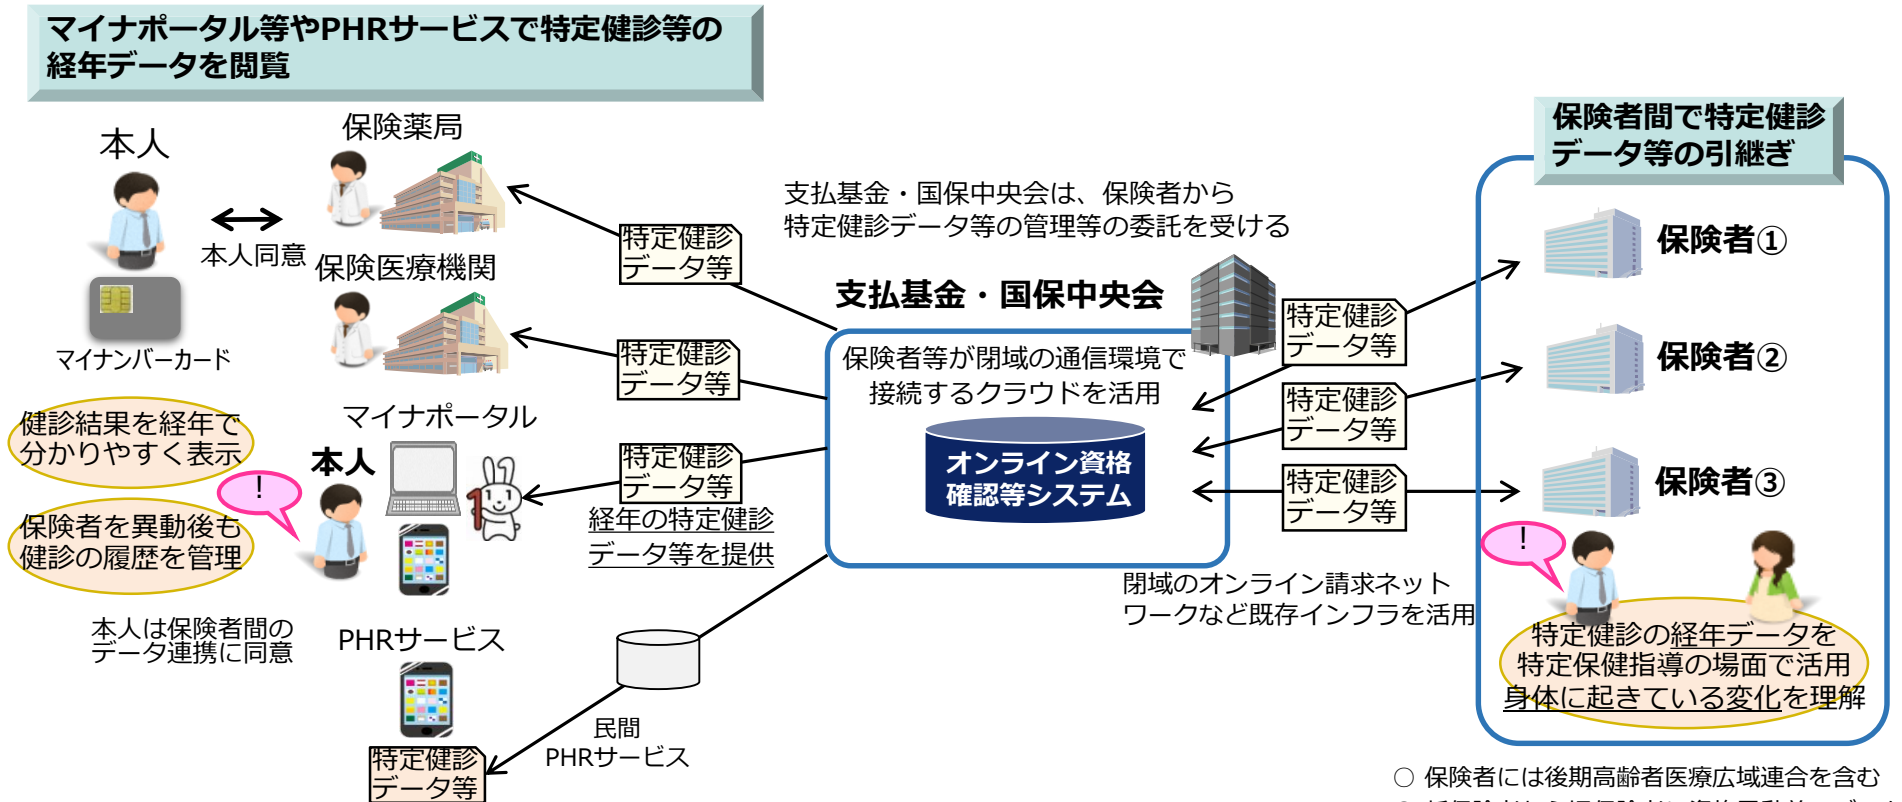 マイナポータル等やPHRサービスで特定健診等の
経年データを閲覧
本人
本人同意
マイナンバーカード
保険薬局
保険医療機関
特定健診
データ等
特定健診
データ等
マイナポータル
本人
!
健診結果を経年で
分かりやすく表示
保険者を異動後も
健診の履歴を管理
本人は保険者間の
データ連携に同意
特定健診
データ等
経年の特定健診
データ等を提供
PHRサービス
特定健診
データ等
民間
PHRサービス
支払基金・国保中央会は、保険者から
特定健診データ等の管理等の委託を受ける
支払基金・国保中央会
保険者等が閉域の通信環境で
接続するクラウドを活用
オンライン資格
確認等システム
閉域のオンライン請求ネット
ワークなど既存インフラを活用
特定健診
データ等
特定健診
データ等
特定健診
データ等
保険者間で特定健診
データ等の引継ぎ
保険者①
保険者②
保険者③
!
特定健診の経年データを
特定保健指導の場面で活用
身体に起きている変化を理解
○ 保険者には後期高齢者医療広域連合を含む